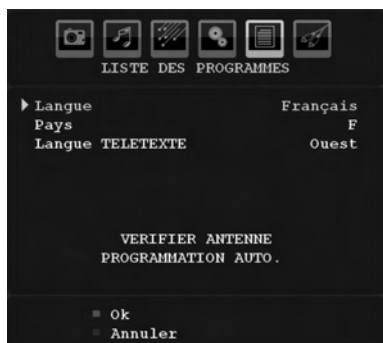 LISTE DES PROGRAMMES
Langue Français
Pays F
Langue TELETEXTE Ouest
VERIFIER ANTENNE
PROGRAMMATION AUTO.
Ok
Annuler